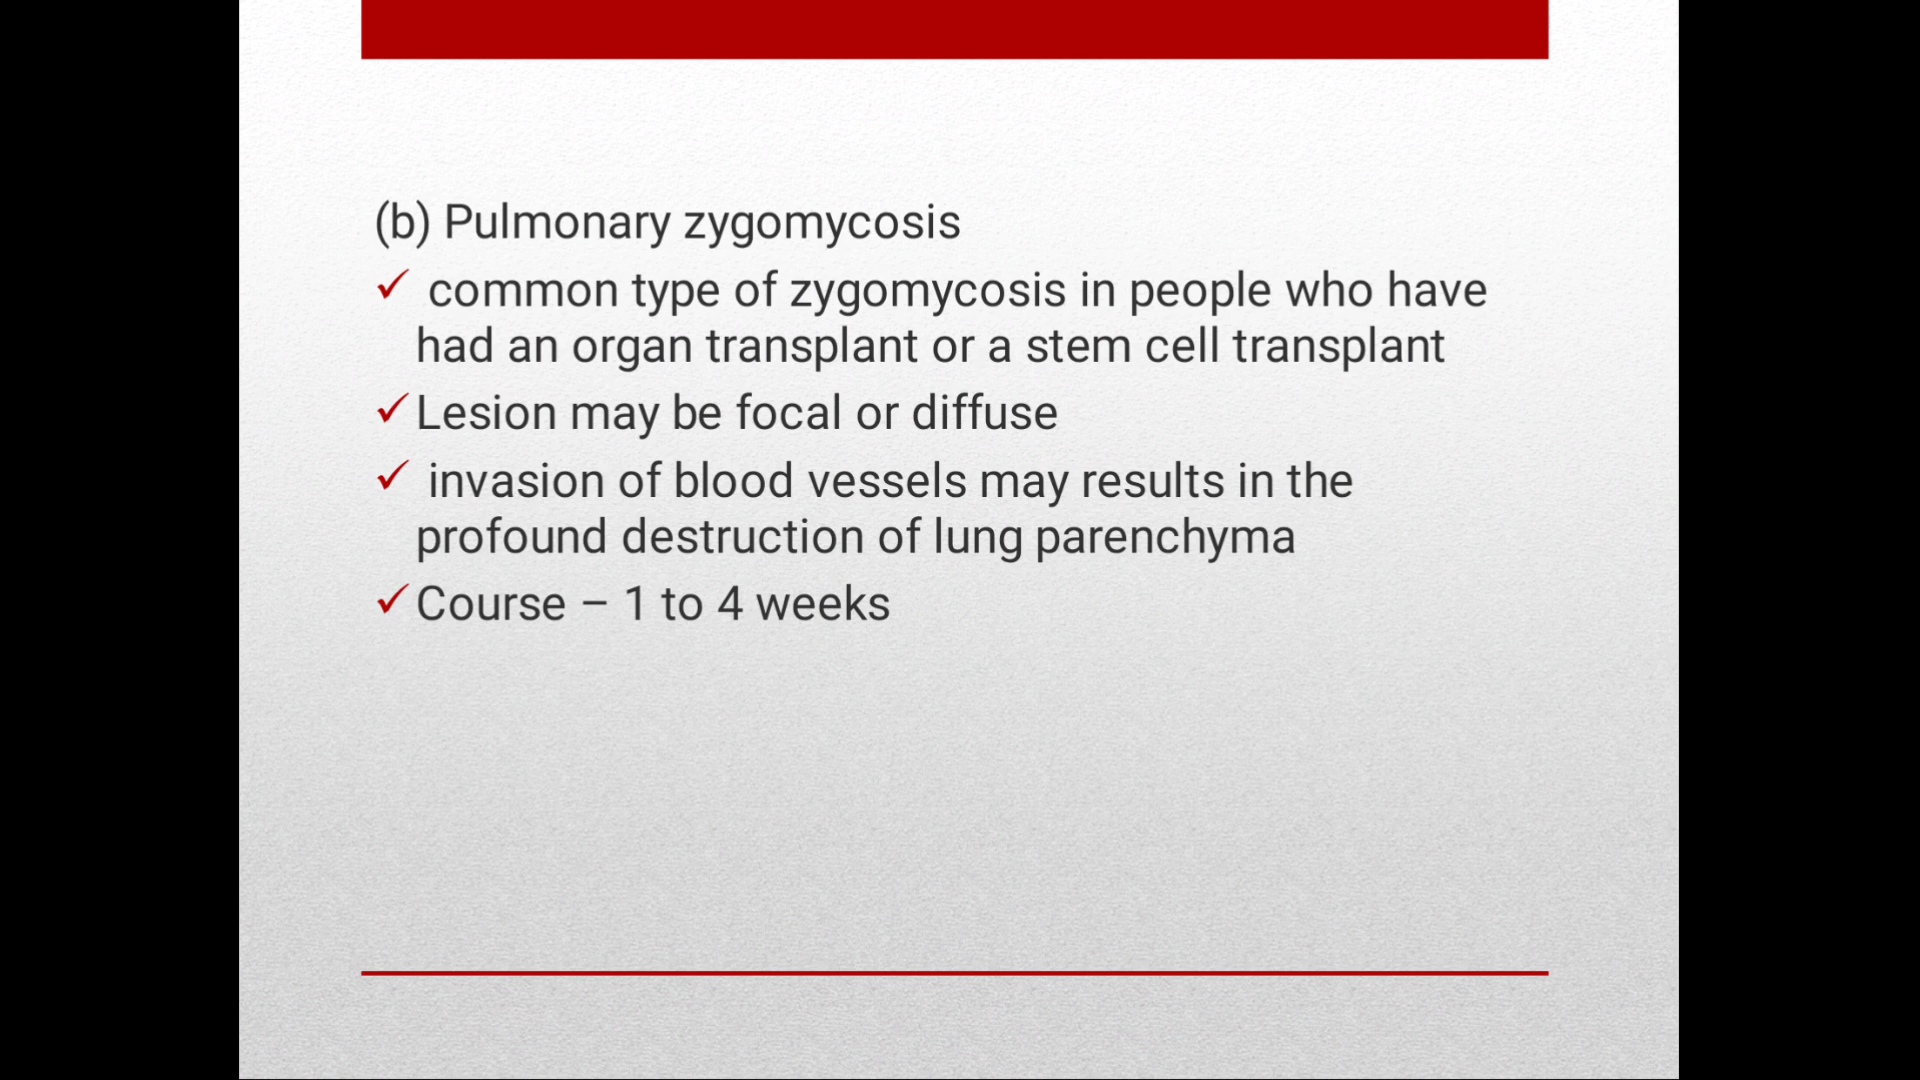 (b) Pulmonary zygomycosis
✓ common type of zygomycosis in people who have
had an organ transplant or a stem cell transplant
✓ Lesion may be focal or diffuse
✓ invasion of blood vessels may results in the
profound destruction of lung parenchyma
✓ Course – 1 to 4 weeks